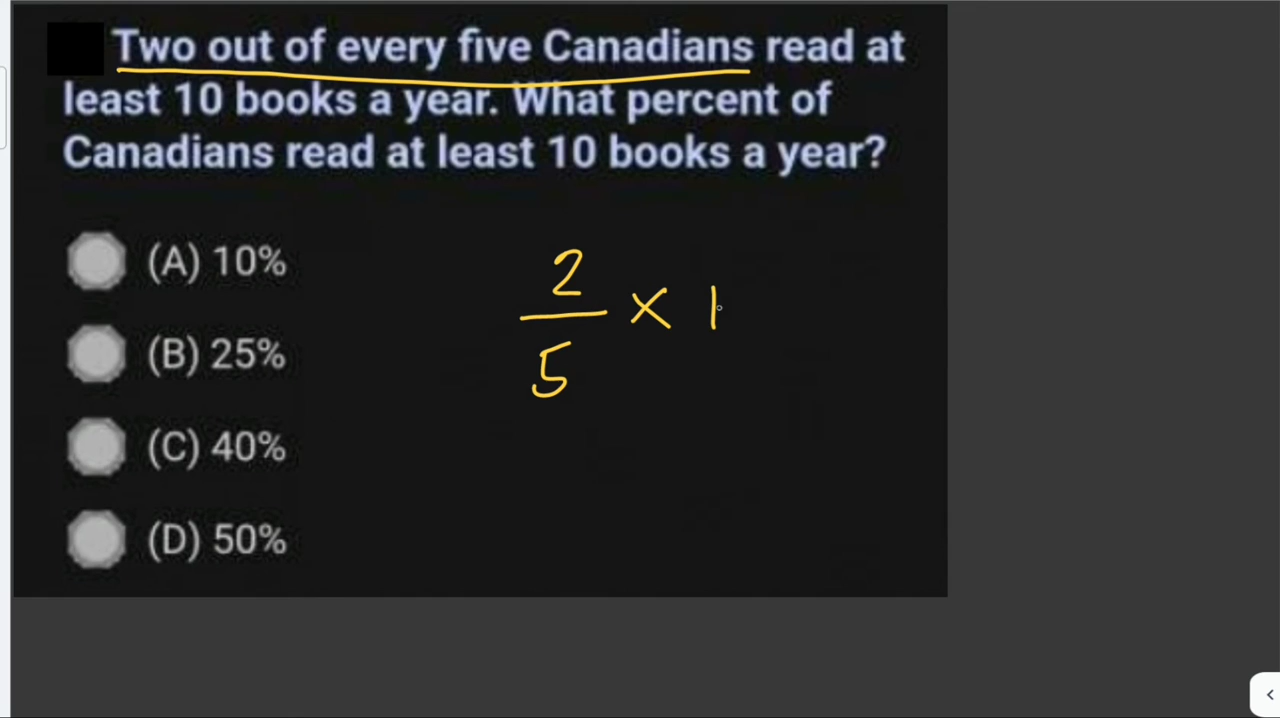 Two out of every five Canadians read at
least 10 books a year. What percent of
Canadians read at least 10 books a year?
(A) 10%
(B) 25%
(C) 40%
(D) 50%
2
× 1
5